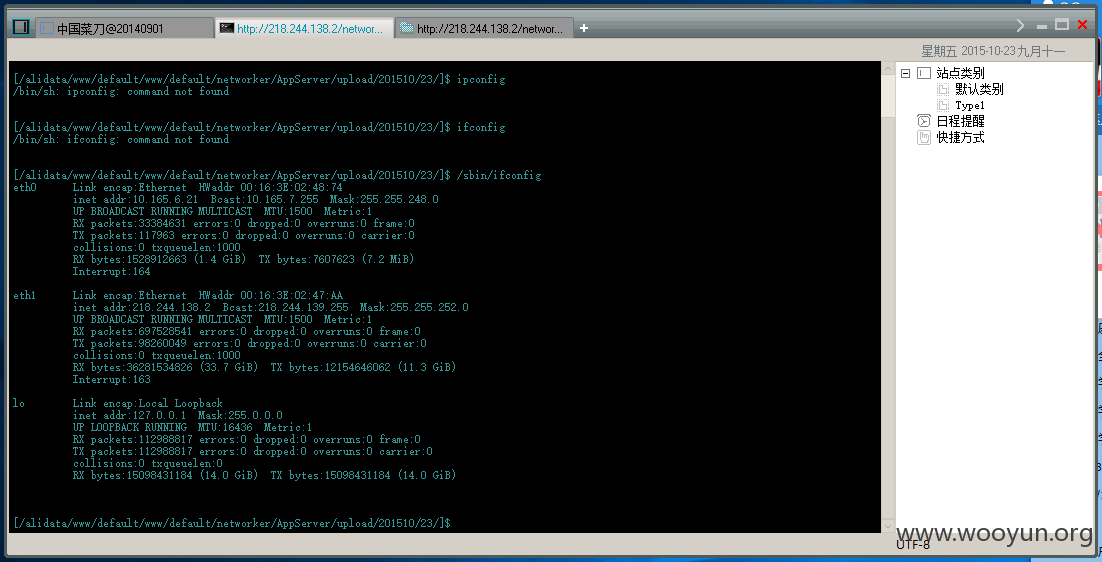 中国菜刀@20140901
http://218.244.138.2/networ...
http://218.244.138.2/networ...
星期五 2015-10-23九月十一
[/alidata/www/default/www/default/networker/AppServer/upload/201510/23/]$ ipconfig
/bin/sh: ipconfig: command not found
[/alidata/www/default/www/default/networker/AppServer/upload/201510/23/]$ ifconfig
/bin/sh: ifconfig: command not found
[/alidata/www/default/www/default/networker/AppServer/upload/201510/23/]$ /sbin/ifconfig
eth0 Link encap:Ethernet HWaddr 00:16:3E:02:48:74
inet addr:10.165.6.21 Bcast:10.165.7.255 Mask:255.255.248.0
UP BROADCAST RUNNING MULTICAST MTU:1500 Metric:1
RX packets:33384631 errors:0 dropped:0 overruns:0 frame:0
TX packets:117963 errors:0 dropped:0 overruns:0 carrier:0
collisions:0 txqueuelen:1000
RX bytes:1528912663 (1.4 GiB) TX bytes:7607623 (7.2 MiB)
Interrupt:164
eth1 Link encap:Ethernet HWaddr 00:16:3E:02:47:AA
inet addr:218.244.138.2 Bcast:218.244.139.255 Mask:255.255.252.0
UP BROADCAST RUNNING MULTICAST MTU:1500 Metric:1
RX packets:697528541 errors:0 dropped:0 overruns:0 frame:0
TX packets:98260049 errors:0 dropped:0 overruns:0 carrier:0
collisions:0 txqueuelen:1000
RX bytes:36281534826 (33.7 GiB) TX bytes:12154646062 (11.3 GiB)
Interrupt:163
lo Link encap:Local Loopback
inet addr:127.0.0.1 Mask:255.0.0.0
UP LOOPBACK RUNNING MTU:16436 Metric:1
RX packets:112988817 errors:0 dropped:0 overruns:0 frame:0
TX packets:112988817 errors:0 dropped:0 overruns:0 carrier:0
collisions:0 txqueuelen:0
RX bytes:15098431184 (14.0 GiB) TX bytes:15098431184 (14.0 GiB)
[/alidata/www/default/www/default/networker/AppServer/upload/201510/23/]$
站点类别
默认类别
Type1
日程提醒
快捷方式
www.wooyun.org
UTF-8